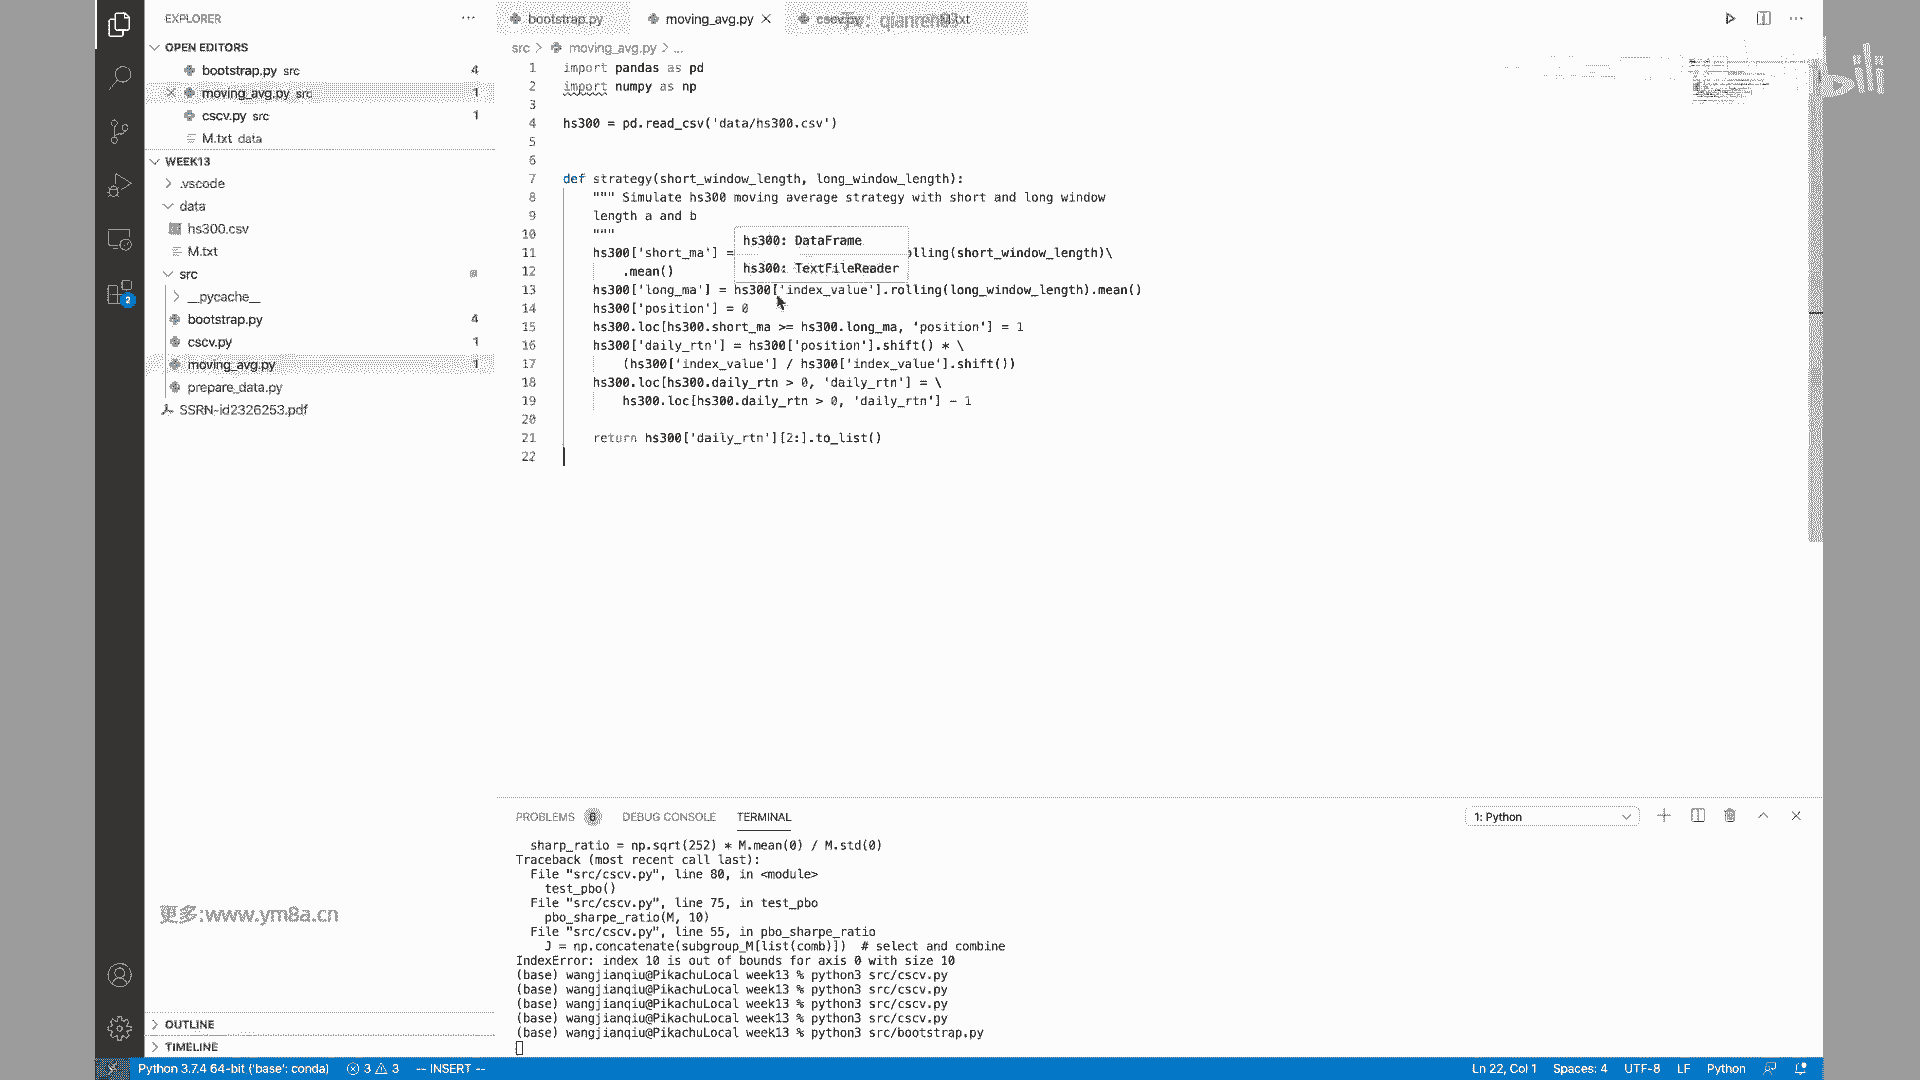 EXPLORER
OPEN EDITORS
bootstrap.py src 4
moving_avg.py src 1
cscv.py src 1
M.txt data
WEEK13
.vscode
data
hs300.csv
M.txt
src
__pycache__
bootstrap.py 4
cscv.py 1
moving_avg.py 1
prepare_data.py
SSRN-id2326253.pdf
更多:www.ym8a.cn
OUTLINE
TIMELINE
bootstrap.py moving_avg.py
src > moving_avg.py > ...
1 import pandas as pd
2 import numpy as np
3
4 hs300 = pd.read_csv('data/hs300.csv')
5
6
7 def strategy(short_window_length, long_window_length):
8 """ Simulate hs300 moving average strategy with short and long window
9 length a and b
10 """
11 hs300['short_ma'] = olling(short_window_length)\
12 .mean()
13 hs300['long_ma'] = hs300['index_value'].rolling(long_window_length).mean()
14 hs300['position'] = 0
15 hs300.loc[hs300.short_ma >= hs300.long_ma, 'position'] = 1
16 hs300['daily_rtn'] = hs300['position'].shift() * \
17 (hs300['index_value'] / hs300['index_value'].shift())
18 hs300.loc[hs300.daily_rtn > 0, 'daily_rtn'] = \
19 hs300.loc[hs300.daily_rtn > 0, 'daily_rtn'] - 1
20
21 return hs300['daily_rtn'][2:].to_list()
22
hs300: DataFrame
hs300: TextFileReader
bili
PROBLEMS 6 DEBUG CONSOLE TERMINAL 1: Python
sharp_ratio = np.sqrt(252) * M.mean(0) / M.std(0)
Traceback (most recent call last):
File "src/cscv.py", line 80, in <module>
test_pbo()
File "src/cscv.py", line 75, in test_pbo
pbo_sharpe_ratio(M, 10)
File "src/cscv.py", line 55, in pbo_sharpe_ratio
J = np.concatenate(subgroup_M[list(comb)]) # select and combine
IndexError: index 10 is out of bounds for axis 0 with size 10
(base) wangjianqiu@PikachuLocal week13 % python3 src/cscv.py
(base) wangjianqiu@PikachuLocal week13 % python3 src/cscv.py
(base) wangjianqiu@PikachuLocal week13 % python3 src/cscv.py
(base) wangjianqiu@PikachuLocal week13 % python3 src/cscv.py
(base) wangjianqiu@PikachuLocal week13 % python3 src/bootstrap.py
2
Python 3.7.4 64-bit ('base': conda) 3 3 -- INSERT -- Ln 22, Col 1 Spaces: 4 UTF-8 LF Python